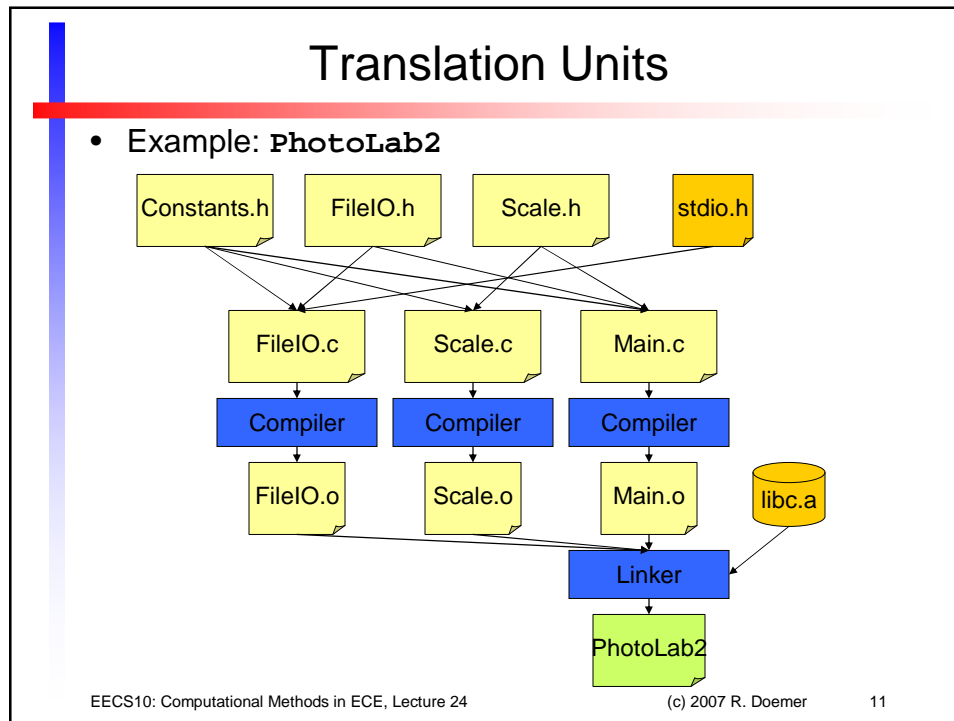 Translation Units
• Example: PhotoLab2
Constants.h
FileIO.h
Scale.h
stdio.h
FileIO.c
Scale.c
Main.c
Compiler
Compiler
Compiler
FileIO.o
Scale.o
Main.o
libc.a
Linker
PhotoLab2
EECS10: Computational Methods in ECE, Lecture 24
(c) 2007 R. Doemer
11